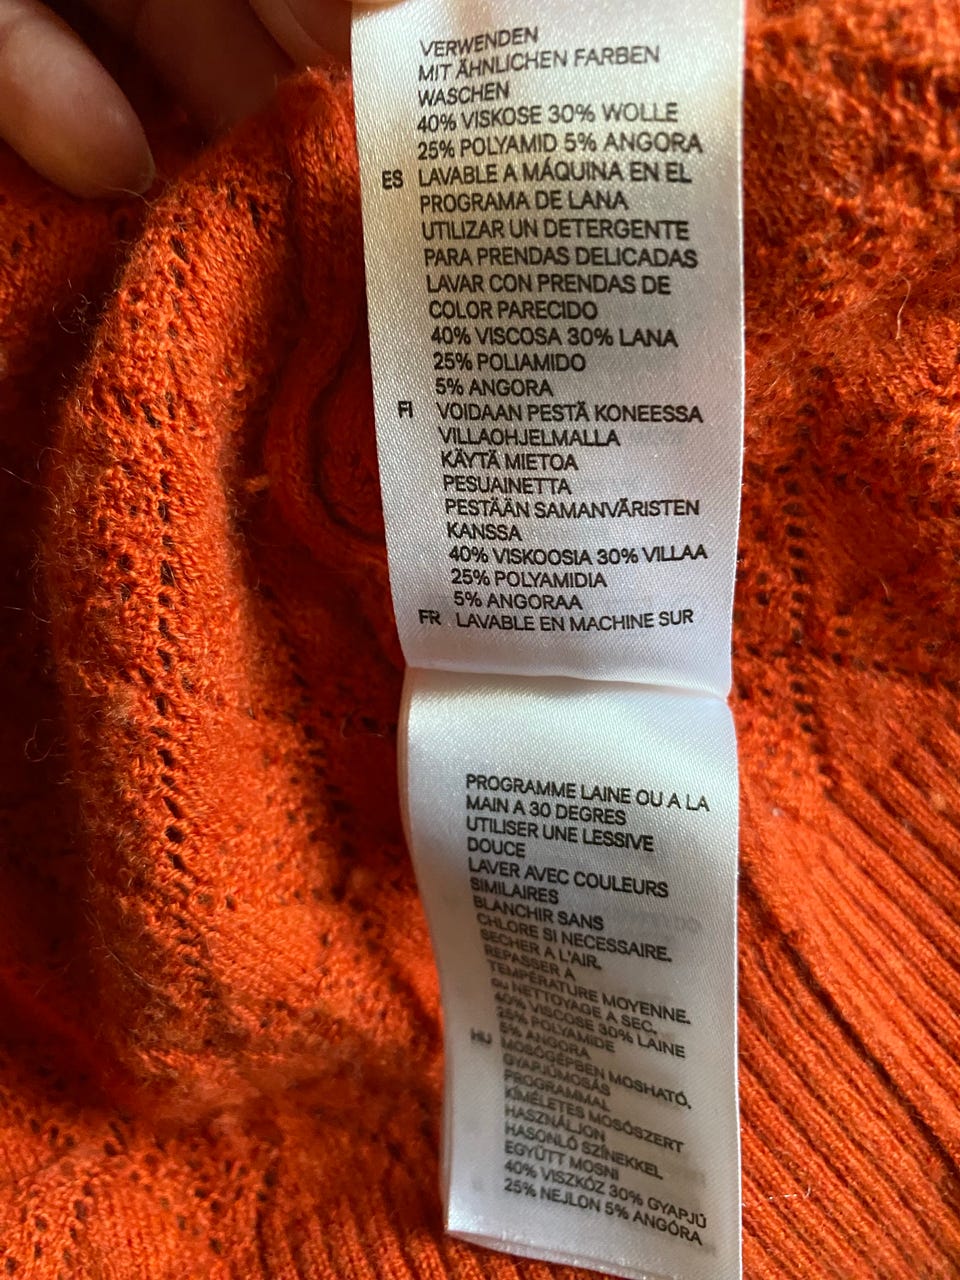 VERWENDEN
MIT ÄHNLICHEN FARBEN
WASCHEN
40% VISKOSE 30% WOLLE
25% POLYAMID 5% ANGORA
ES LAVABLE A MÁQUINA EN EL
PROGRAMA DE LANA
UTILIZAR UN DETERGENTE
PARA PRENDAS DELICADAS
LAVAR CON PRENDAS DE
COLOR PARECIDO
40% VISCOSA 30% LANA
25% POLIAMIDO
5% ANGORA
FI VOIDAAN PESTÄ KONEESSA
VILLAOHJELMALLA
KÄYTÄ MIETOA
PESUAINETTA
PESTÄÄN SAMANVÄRISTEN
KANSSA
40% VISKOOSIA 30% VILLAA
25% POLYAMIDIA
5% ANGORAA
FR LAVABLE EN MACHINE SUR
PROGRAMME LAINE OU A LA
MAIN A 30 DEGRES
UTILISER UNE LESSIVE
DOUCE
LAVER AVEC COULEURS
SIMILAIRES
BLANCHIR SANS
CHLORE SI NECESSAIRE.
SECHER A L'AIR.
REPASSER A
TEMPÉRATURE MOYENNE.
ou NETTOYAGE A SEC.
40% VISCOSE 30% LAINE
25% POLYAMIDE
5% ANGORA
HU MOSÓGÉPBEN MOSHATÓ,
GYAPJÚMOSÁS
PROGRAMMAL
KÍMÉLETES MOSÓSZERT
HASZNÁLJON
HASONLÓ SZÍNEKKEL
EGYÜTT MOSNI
40% VISZKÓZ 30% GYAPJÚ
25% NEJLON 5% ANGÓRA